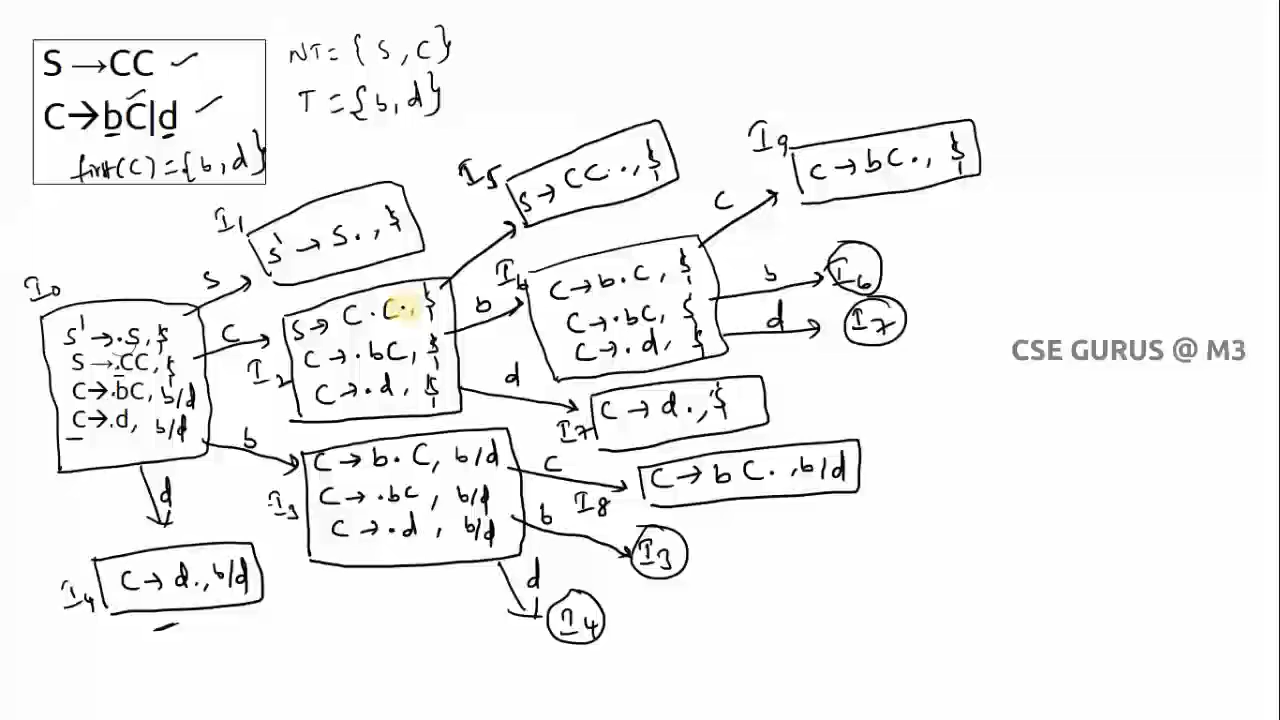 S →CC
C→bC|d
first(C)={b, d}
NT={S, C}
T={b, d}
I0
S' →.S, $
S →.CC, $
C→.bC, b/d
C→.d, b/d
S
C
b
d
I1
S' → S., $
I2
S→ C.C., $
C→.bC, $
C→.d, $
b
d
I3
C→b.C, b/d
C→.bC, b/d
C→.d, b/d
C
b
d
I3
I4
I4
C→d., b/d
I5
S→ CC., $
I6
C→b.C, $
C→.bC, $
C→.d, $
C
b
d
I6
I7
I7
C→d., $
I8
C→bC., b/d
I9
C→bC., $
CSE GURUS @ M3